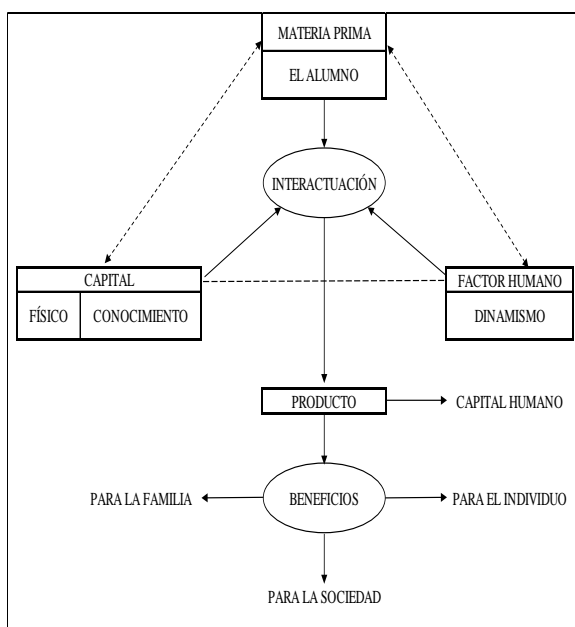 MATERIA PRIMA
EL ALUMNO
INTERACTUACIÓN
CAPITAL
FÍSICO
CONOCIMIENTO
FACTOR HUMANO
DINAMISMO
PRODUCTO
CAPITAL HUMANO
PARA LA FAMILIA
BENEFICIOS
PARA EL INDIVIDUO
PARA LA SOCIEDAD